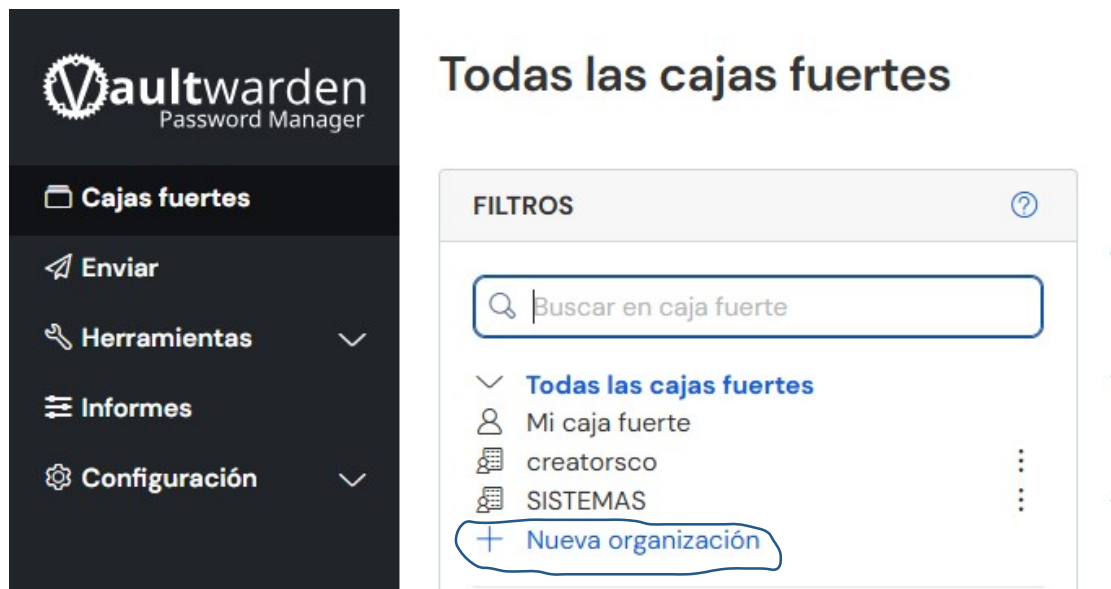 Vaultwarden
Password Manager
Cajas fuertes
Enviar
Herramientas
Informes
Configuración
Todas las cajas fuertes
FILTROS
Buscar en caja fuerte
Todas las cajas fuertes
Mi caja fuerte
creatorsco
SISTEMAS
Nueva organización